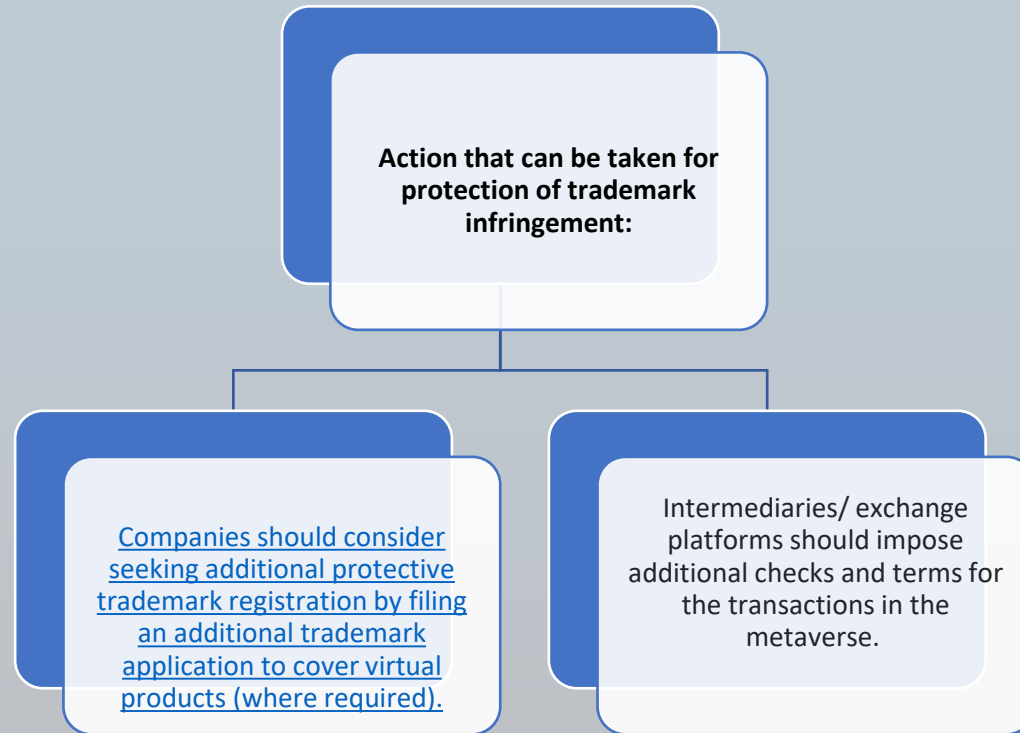 Action that can be taken for
protection of trademark
infringement:
Companies should consider
seeking additional protective
trademark registration by filing
an additional trademark
application to cover virtual
products (where required).
Intermediaries/ exchange
platforms should impose
additional checks and terms for
the transactions in the
metaverse.